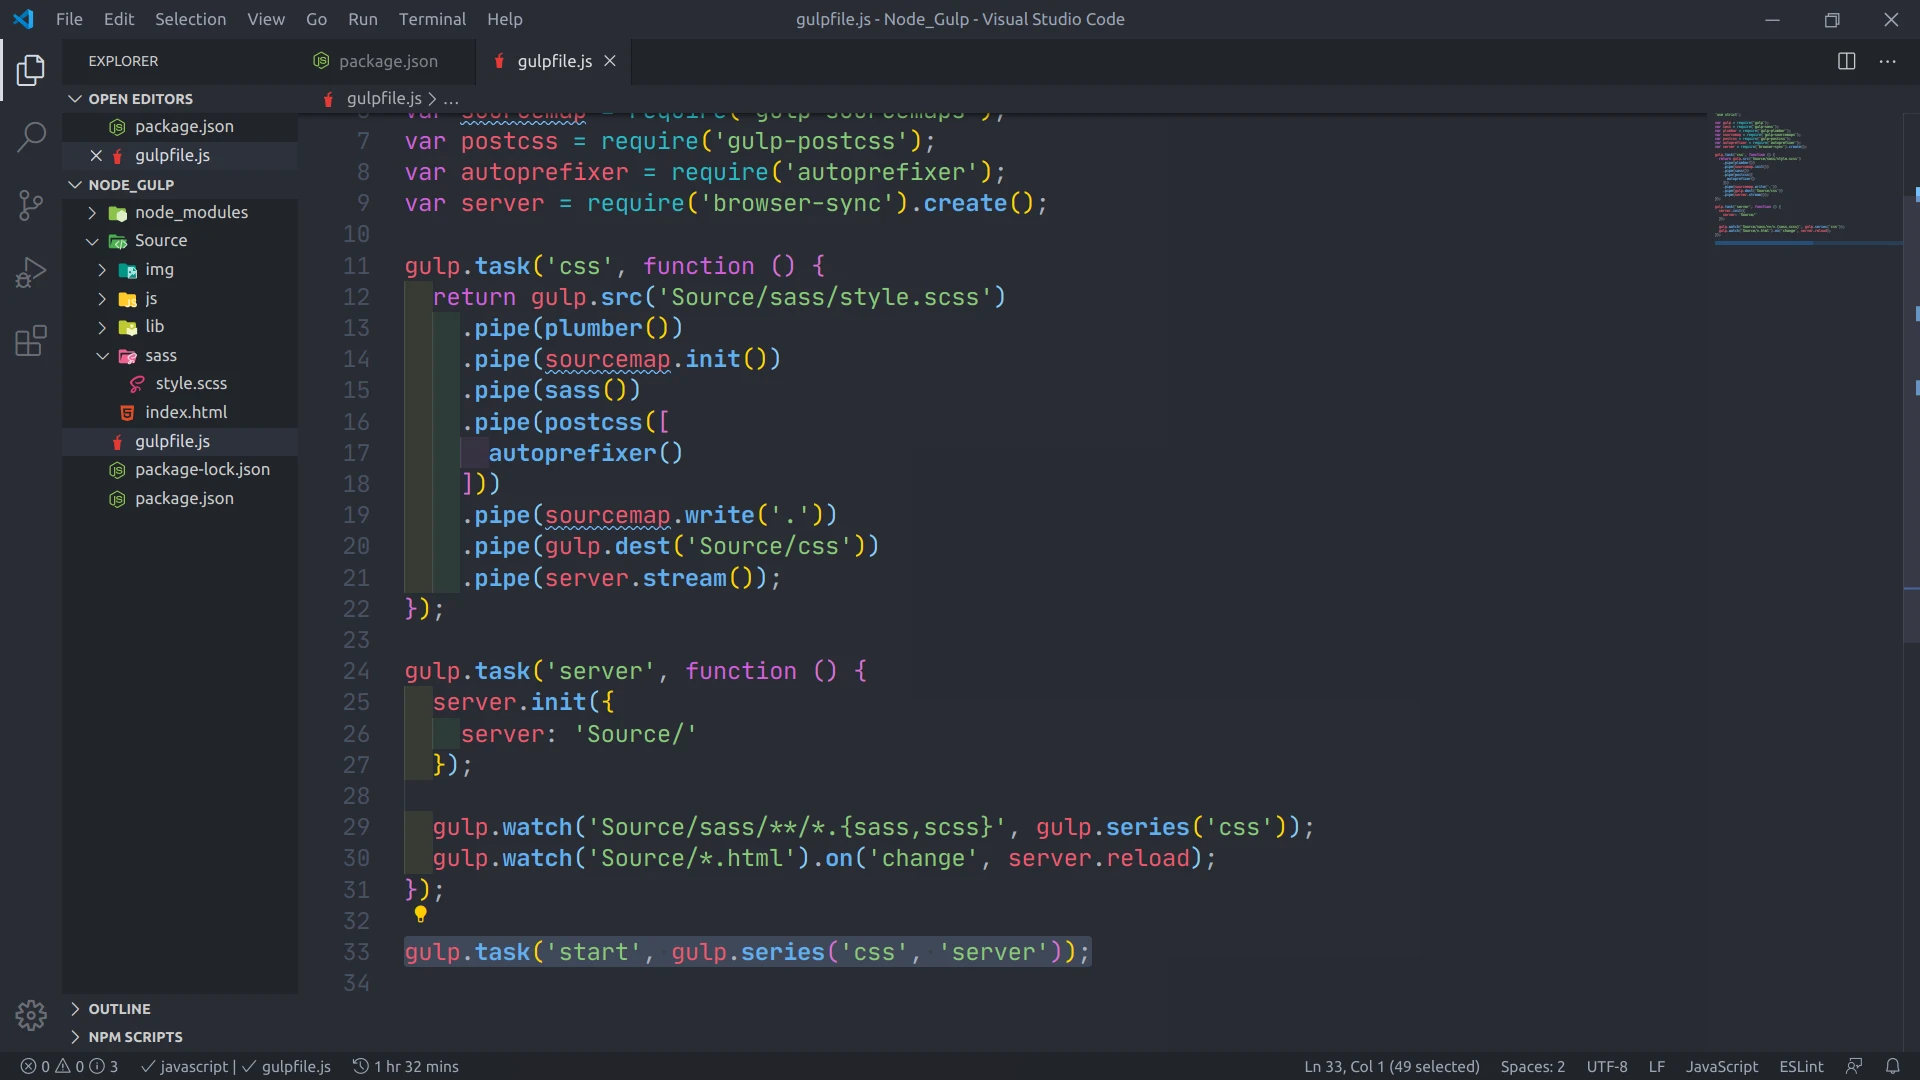 File Edit Selection View Go Run Terminal Help
gulpfile.js - Node_Gulp - Visual Studio Code
EXPLORER
OPEN EDITORS
package.json
gulpfile.js
NODE_GULP
node_modules
Source
img
js
lib
sass
style.scss
index.html
gulpfile.js
package-lock.json
package.json
OUTLINE
NPM SCRIPTS
package.json
gulpfile.js
gulpfile.js > ...
var sourcemap = require('gulp-sourcemaps');
7 var postcss = require('gulp-postcss');
8 var autoprefixer = require('autoprefixer');
9 var server = require('browser-sync').create();
10
11 gulp.task('css', function () {
12 return gulp.src('Source/sass/style.scss')
13 .pipe(plumber())
14 .pipe(sourcemap.init())
15 .pipe(sass())
16 .pipe(postcss([
17 autoprefixer()
18 ]))
19 .pipe(sourcemap.write('.'))
20 .pipe(gulp.dest('Source/css'))
21 .pipe(server.stream());
22 });
23
24 gulp.task('server', function () {
25 server.init({
26 server: 'Source/'
27 });
28
29 gulp.watch('Source/sass/**/*.{sass,scss}', gulp.series('css'));
30 gulp.watch('Source/*.html').on('change', server.reload);
31 });
32
33 gulp.task('start', gulp.series('css', 'server'));
34
0 0 3 javascript | gulpfile.js 1 hr 32 mins
Ln 33, Col 1 (49 selected) Spaces: 2 UTF-8 LF JavaScript ESLint